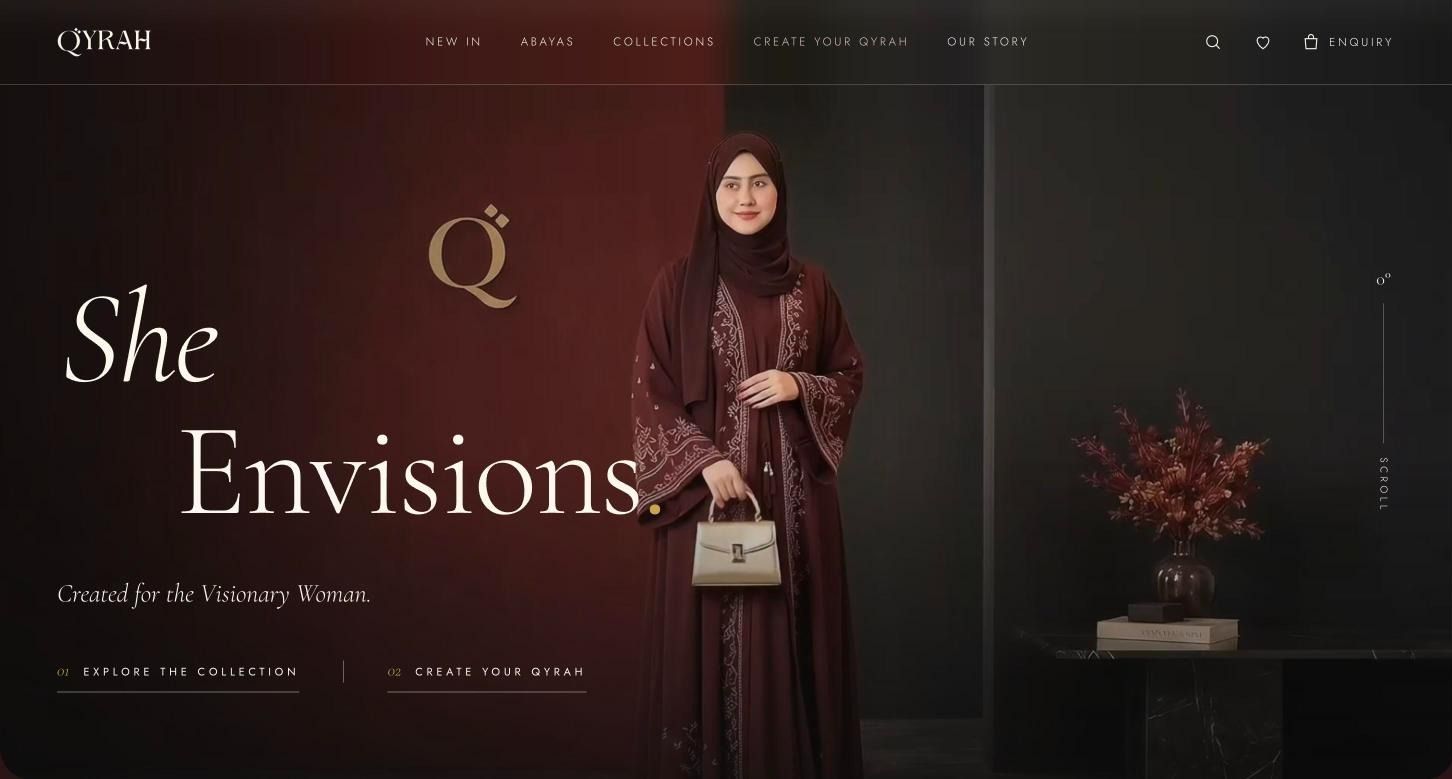 QYRAH
NEW IN
ABAYAS
COLLECTIONS
CREATE YOUR QYRAH
OUR STORY
ENQUIRY
Q
She
Envisions.
Created for the Visionary Woman.
01 EXPLORE THE COLLECTION
02 CREATE YOUR QYRAH
SCROLL